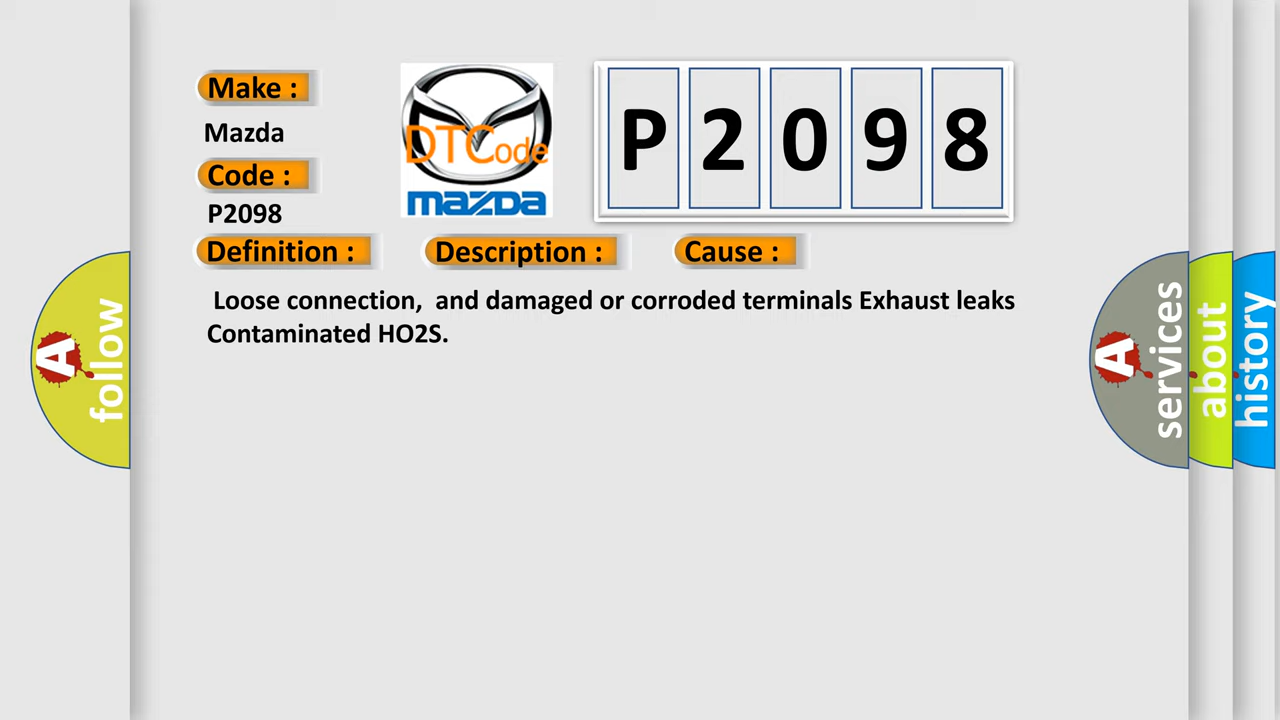 Make :
Mazda
Code :
P2098
DTCode
mazda
P 2 0 9 8
Definition :
Description :
Cause :
Loose connection,  and damaged or corroded terminals Exhaust leaks
Contaminated HO2S.
A follow
A services
about
history